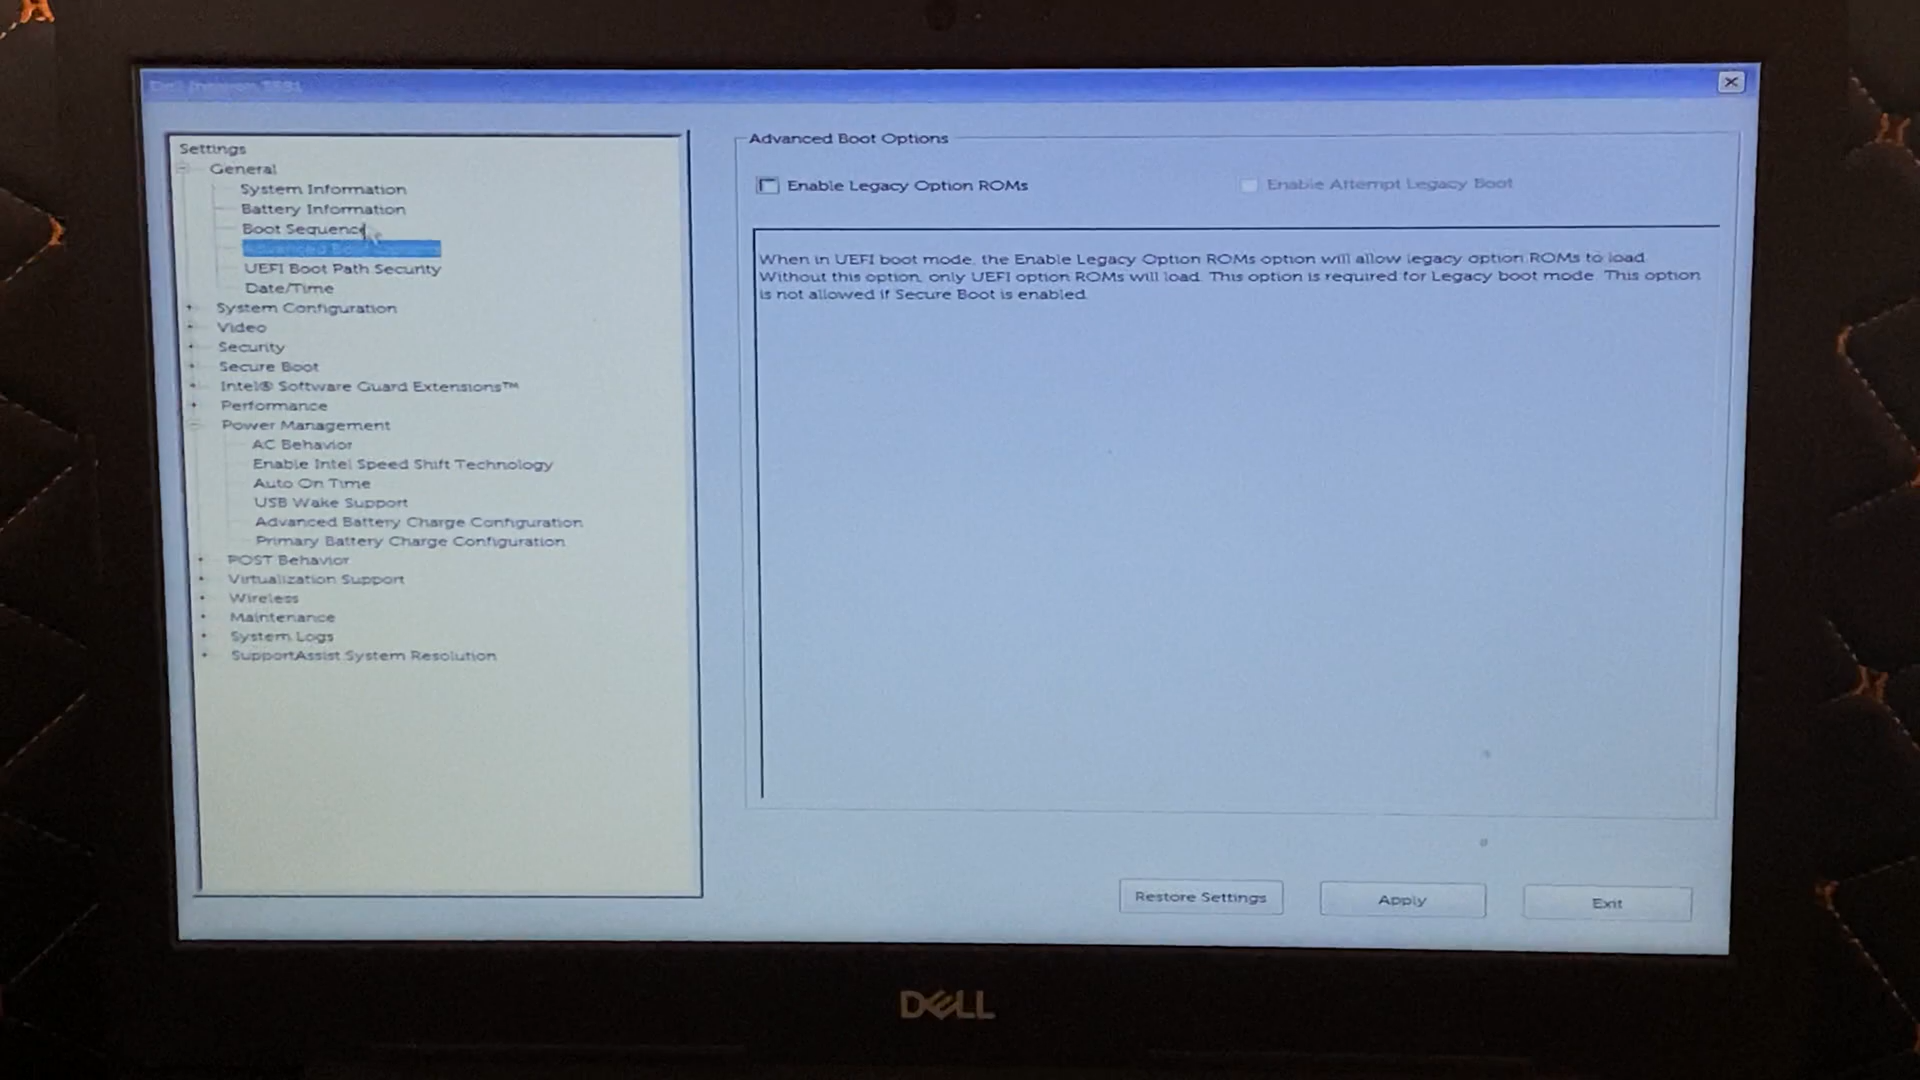 Dell Inspiron
Settings
General
System Information
Battery Information
Boot Sequence
Advanced Boot
UEFI Boot Path Security
Date/Time
System Configuration
Video
Security
Secure Boot
Intel® Software Guard Extensions™
Performance
Power Management
AC Behavior
Enable Intel Speed Shift Technology
Auto On Time
USB Wake Support
Advanced Battery Charge Configuration
Primary Battery Charge Configuration
POST Behavior
Virtualization Support
Wireless
Maintenance
System Logs
SupportAssist System Resolution
Advanced Boot Options
Enable Legacy Option ROMs
Enable Attempt Legacy Boot
When in UEFI boot mode, the Enable Legacy Option ROMs option will allow legacy option ROMs to load.
Without this option, only UEFI option ROMs will load. This option is required for Legacy boot mode. This option
is not allowed if Secure Boot is enabled.
Restore Settings
Apply
Exit
DELL